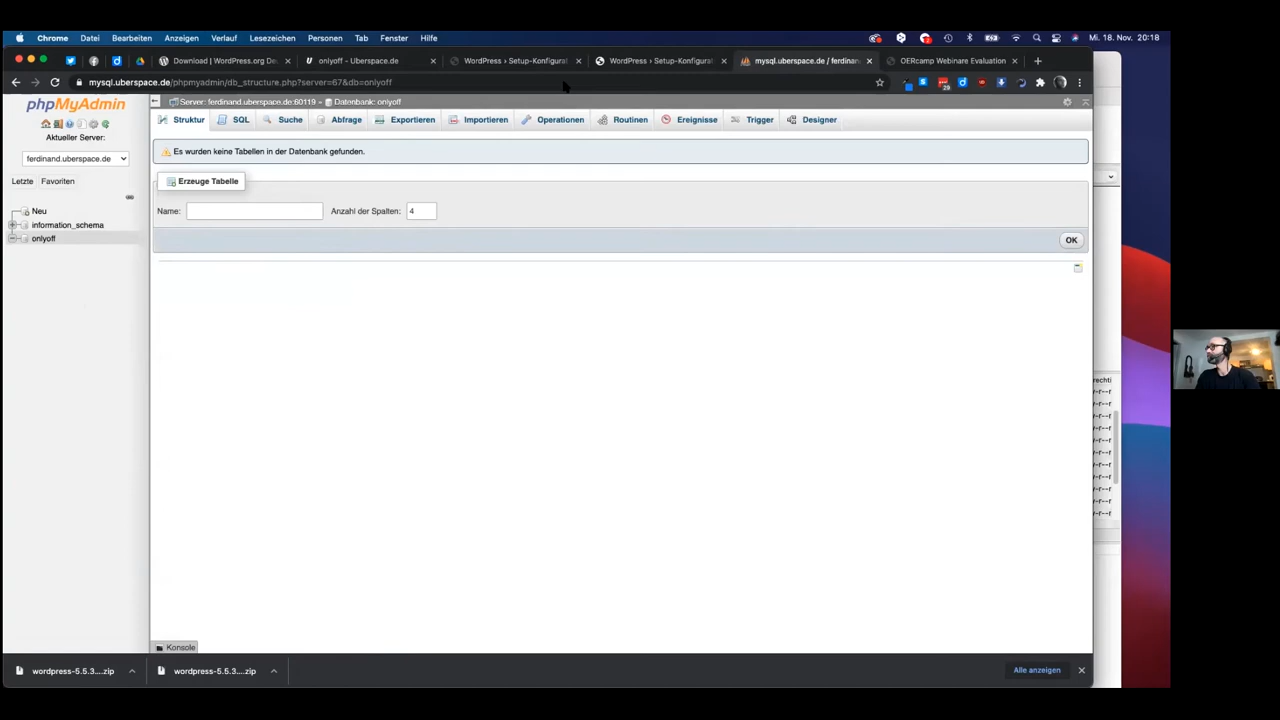 Chrome Datei Bearbeiten Anzeigen Verlauf Lesezeichen Personen Tab Fenster Hilfe Mi. 18. Nov. 20:18
Download | WordPress.org De onlyoff - Uberspace.de WordPress › Setup-Konfigurat WordPress › Setup-Konfigurat mysql.uberspace.de / ferdinan OERcamp Webinare Evaluation
mysql.uberspace.de/phpmyadmin/db_structure.php?server=67&db=onlyoff
phpMyAdmin
Server: ferdinand.uberspace.de:60119 » Datenbank: onlyoff
Struktur SQL Suche Abfrage Exportieren Importieren Operationen Routinen Ereignisse Trigger Designer
Aktueller Server:
ferdinand.uberspace.de
Letzte Favoriten
Neu
information_schema
onlyoff
Es wurden keine Tabellen in der Datenbank gefunden.
Erzeuge Tabelle
Name: Anzahl der Spalten: 4
OK
rechti
-r--r
-r--r
-r--r
-r--r
-r--r
-r--r
-r--r
-r--r
-r--r
-r--r
-r--r
Konsole
wordpress-5.5.3....zip wordpress-5.5.3....zip Alle anzeigen